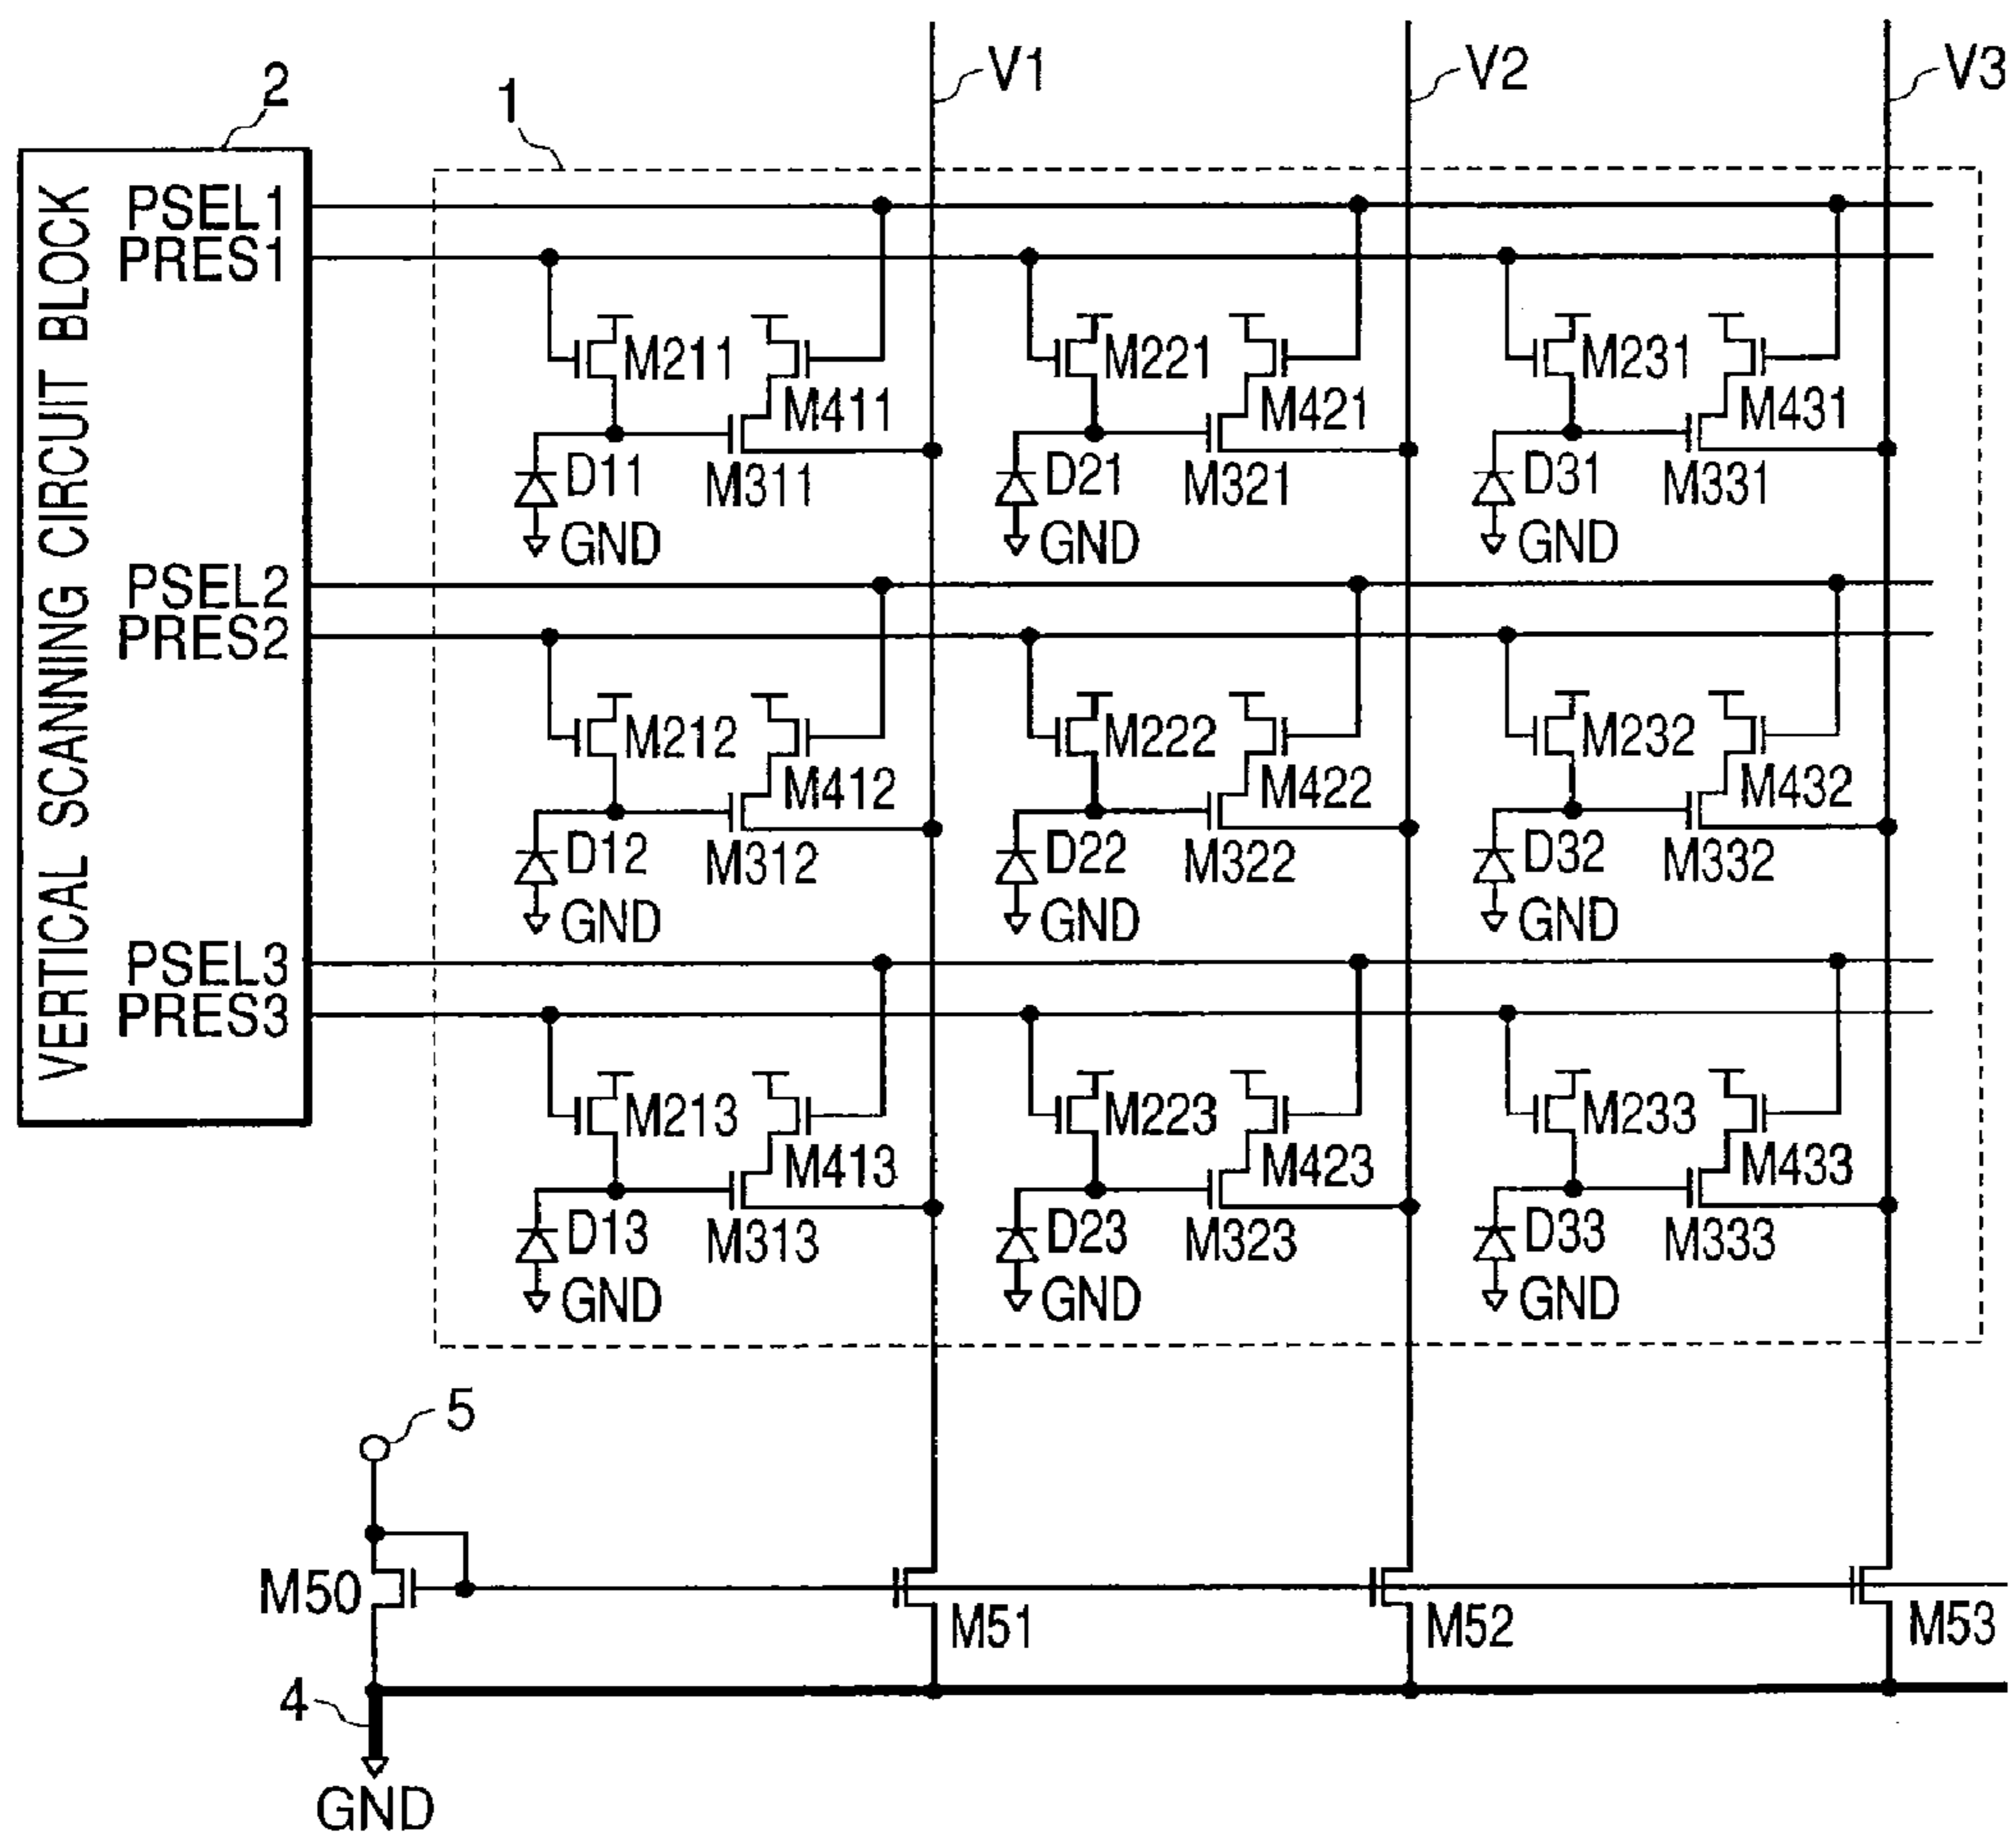 V1
V2
V3
2
1
VERTICAL SCANNING CIRCUIT BLOCK
PSEL1
PRES1
M211
M221
M231
M411
M421
M431
D11
M311
D21
M321
D31
M331
GND
GND
GND
PSEL2
PRES2
M212
M222
M232
M412
M422
M432
D12
M312
D22
M322
D32
M332
GND
GND
GND
PSEL3
PRES3
M213
M223
M233
M413
M423
M433
D13
M313
D23
M323
D33
M333
GND
GND
GND
5
M50
M51
M52
M53
4
GND